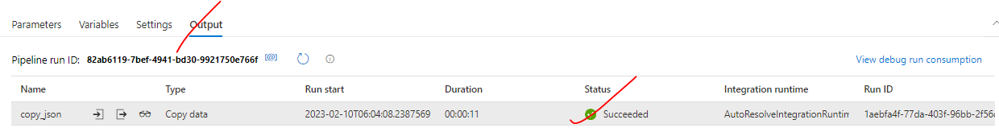 Parameters Variables Settings Output
Pipeline run ID: 82ab6119-7bef-4941-bd30-9921750e766f [@] View debug run consumption
Name Type Run start Duration Status Integration runtime Run ID
copy_json Copy data 2023-02-10T06:04:08.2387569 00:00:11 Succeeded AutoResolveIntegrationRuntin 1aebfa4f-77da-403f-96bb-2f56